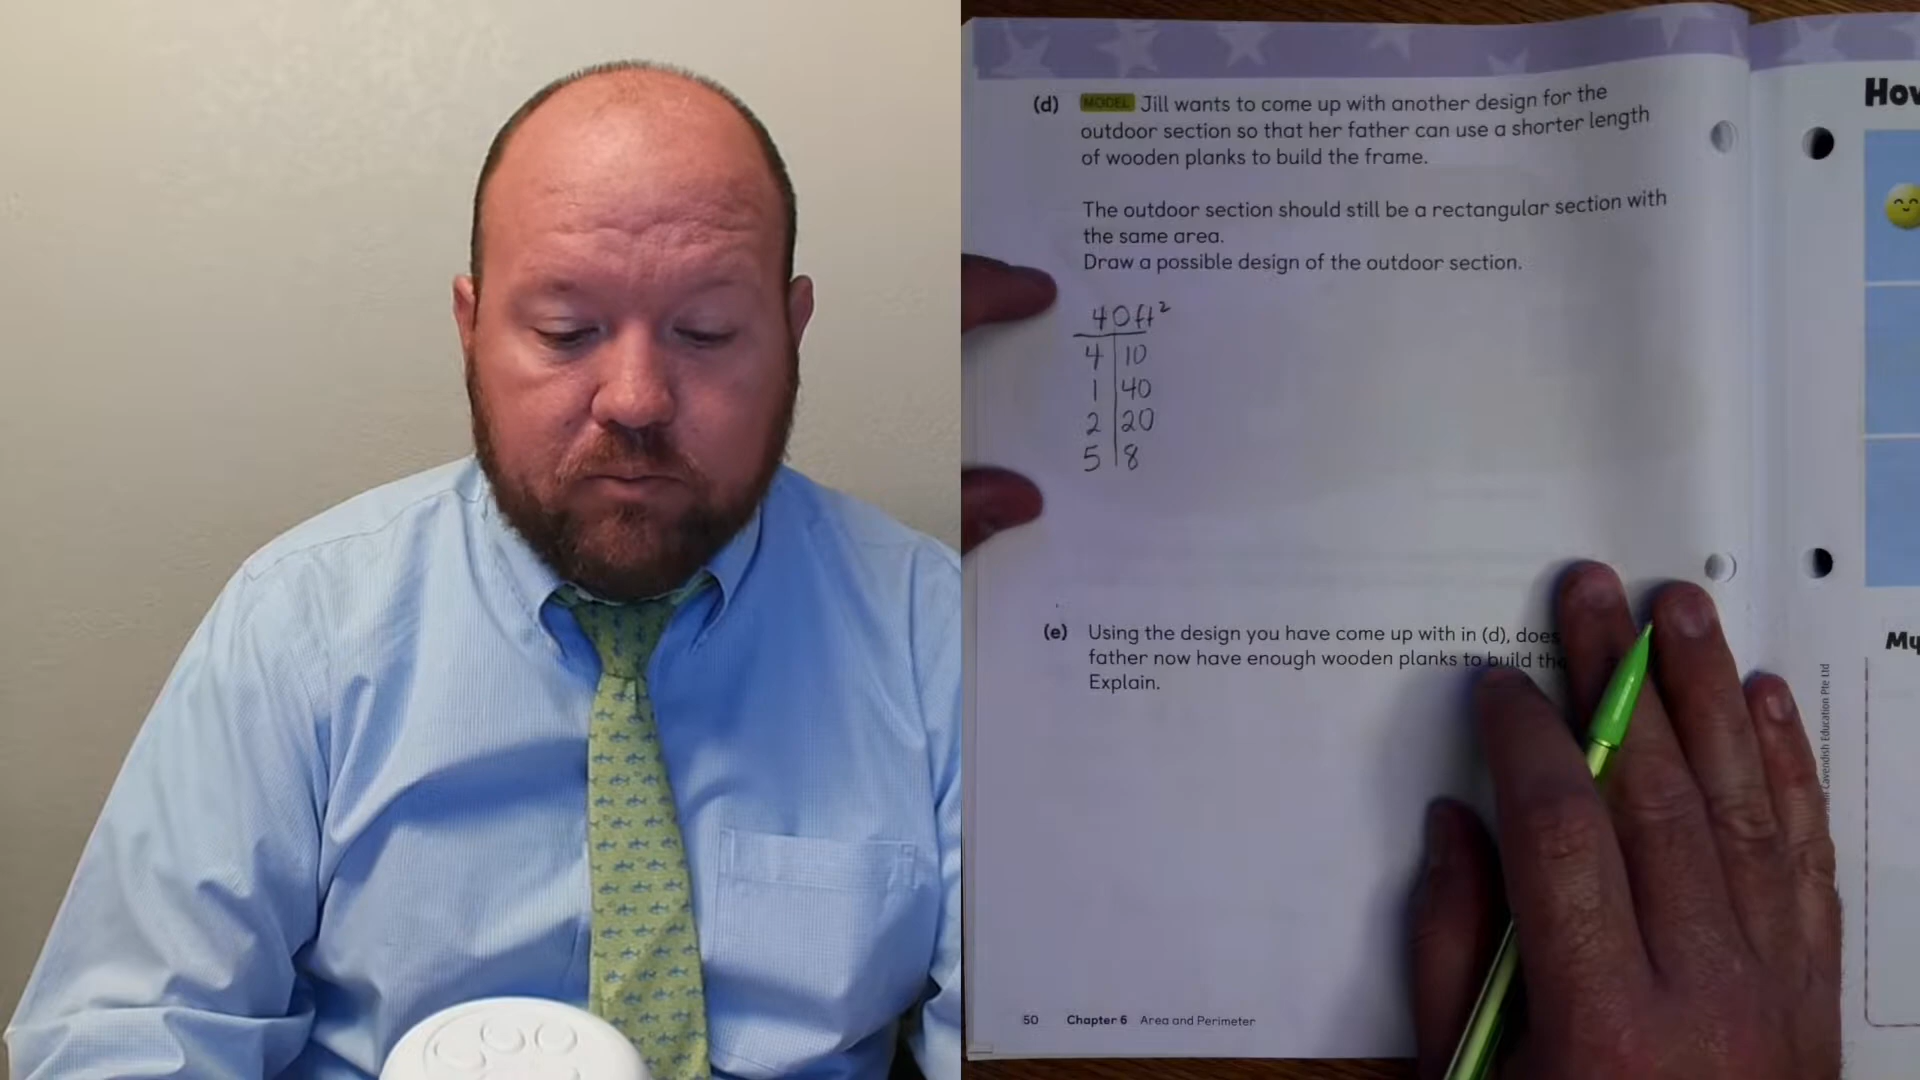 (d) MODEL Jill wants to come up with another design for the
outdoor section so that her father can use a shorter length
of wooden planks to build the frame.
The outdoor section should still be a rectangular section with
the same area.
Draw a possible design of the outdoor section.
40ft²
4 10
1 40
2 20
5 8
(e) Using the design you have come up with in (d), does
father now have enough wooden planks to build the
Explain.
50 Chapter 6 Area and Perimeter
Cavendish Education Pte Ltd
How
My